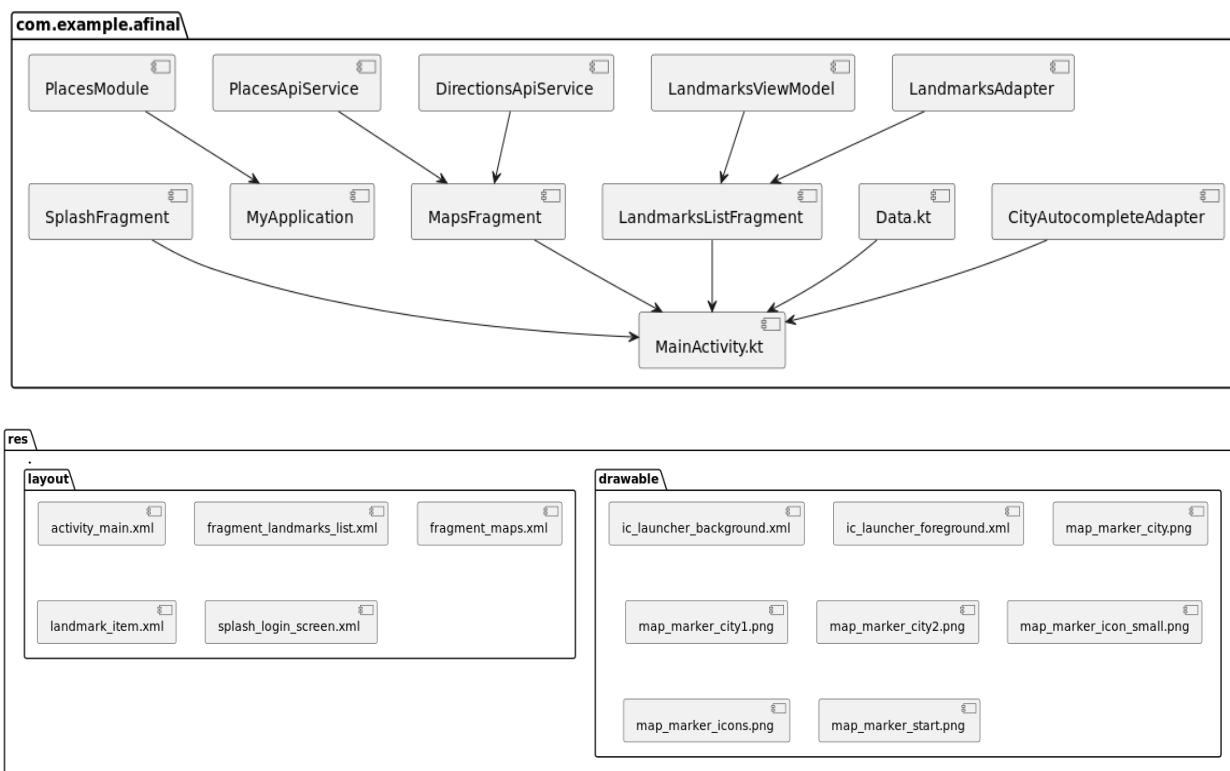 com.example.afinal
PlacesModule
PlacesApiService
DirectionsApiService
LandmarksViewModel
LandmarksAdapter
SplashFragment
MyApplication
MapsFragment
LandmarksListFragment
Data.kt
CityAutocompleteAdapter
MainActivity.kt
res
.
layout
activity_main.xml
fragment_landmarks_list.xml
fragment_maps.xml
landmark_item.xml
splash_login_screen.xml
drawable
ic_launcher_background.xml
ic_launcher_foreground.xml
map_marker_city.png
map_marker_city1.png
map_marker_city2.png
map_marker_icon_small.png
map_marker_icons.png
map_marker_start.png